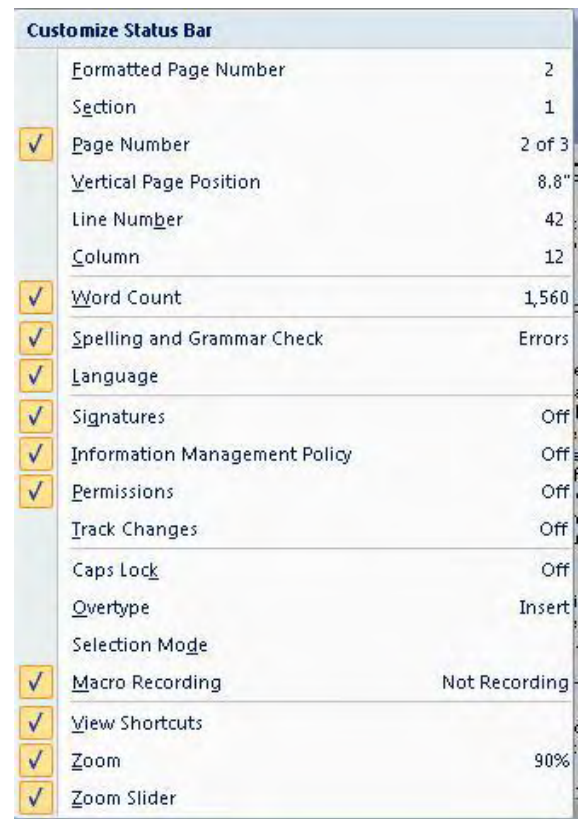 Customize Status Bar
Formatted Page Number 2
Section 1
Page Number 2 of 3
Vertical Page Position 8.8"
Line Number 42
Column 12
Word Count 1,560
Spelling and Grammar Check Errors
Language
Signatures Off
Information Management Policy Off
Permissions Off
Track Changes Off
Caps Lock Off
Overtype Insert
Selection Mode
Macro Recording Not Recording
View Shortcuts
Zoom 90%
Zoom Slider